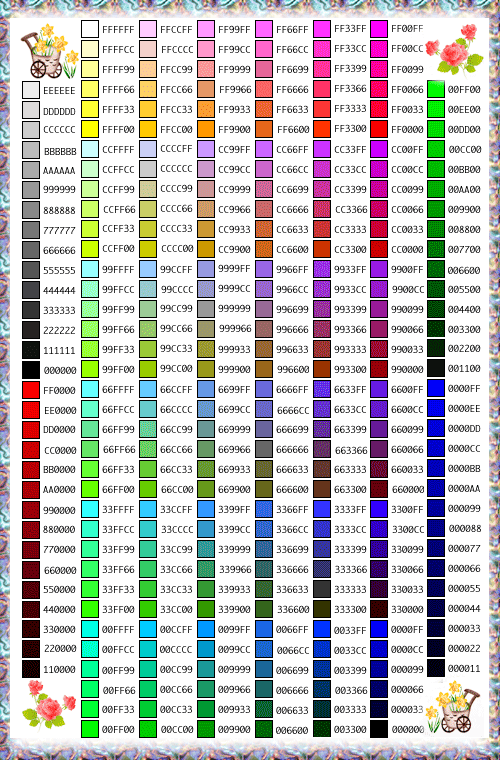 FFFFFF FFCCFF FF99FF FF66FF FF33FF FF00FF
FFFFCC FFCCCC FF99CC FF66CC FF33CC FF00CC
FFFF99 FFCC99 FF9999 FF6699 FF3399 FF0099
EEEEEE FFFF66 FFCC66 FF9966 FF6666 FF3366 FF0066 00FF00
DDDDDD FFFF33 FFCC33 FF9933 FF6633 FF3333 FF0033 00EE00
CCCCCC FFFF00 FFCC00 FF9900 FF6600 FF3300 FF0000 00DD00
BBBBBB CCFFFF CCCCFF CC99FF CC66FF CC33FF CC00FF 00CC00
AAAAAA CCFFCC CCCCCC CC99CC CC66CC CC33CC CC00CC 00BB00
999999 CCFF99 CCCC99 CC9999 CC6699 CC3399 CC0099 00AA00
888888 CCFF66 CCCC66 CC9966 CC6666 CC3366 CC0066 009900
777777 CCFF33 CCCC33 CC9933 CC6633 CC3333 CC0033 008800
666666 CCFF00 CCCC00 CC9900 CC6600 CC3300 CC0000 007700
555555 99FFFF 99CCFF 9999FF 9966FF 9933FF 9900FF 006600
444444 99FFCC 99CCCC 9999CC 9966CC 9933CC 9900CC 005500
333333 99FF99 99CC99 999999 996699 993399 990099 004400
222222 99FF66 99CC66 999966 996666 993366 990066 003300
111111 99FF33 99CC33 999933 996633 993333 990033 002200
000000 99FF00 99CC00 999900 996600 993300 990000 001100
FF0000 66FFFF 66CCFF 6699FF 6666FF 6633FF 6600FF 0000FF
EE0000 66FFCC 66CCCC 6699CC 6666CC 6633CC 6600CC 0000EE
DD0000 66FF99 66CC99 669999 666699 663399 660099 0000DD
CC0000 66FF66 66CC66 669966 666666 663366 660066 0000CC
BB0000 66FF33 66CC33 669933 666633 663333 660033 0000BB
AA0000 66FF00 66CC00 669900 666600 663300 660000 0000AA
990000 33FFFF 33CCFF 3399FF 3366FF 3333FF 3300FF 000099
880000 33FFCC 33CCCC 3399CC 3366CC 3333CC 3300CC 000088
770000 33FF99 33CC99 339999 336699 333399 330099 000077
660000 33FF66 33CC66 339966 336666 333366 330066 000066
550000 33FF33 33CC33 339933 336633 333333 330033 000055
440000 33FF00 33CC00 339900 336600 333300 330000 000044
330000 00FFFF 00CCFF 0099FF 0066FF 0033FF 0000FF 000033
220000 00FFCC 00CCCC 0099CC 0066CC 0033CC 0000CC 000022
110000 00FF99 00CC99 009999 006699 003399 000099 000011
00FF66 00CC66 009966 006666 003366 000066
00FF33 00CC33 009933 006633 003333 000033
00FF00 00CC00 009900 006600 003300 000000